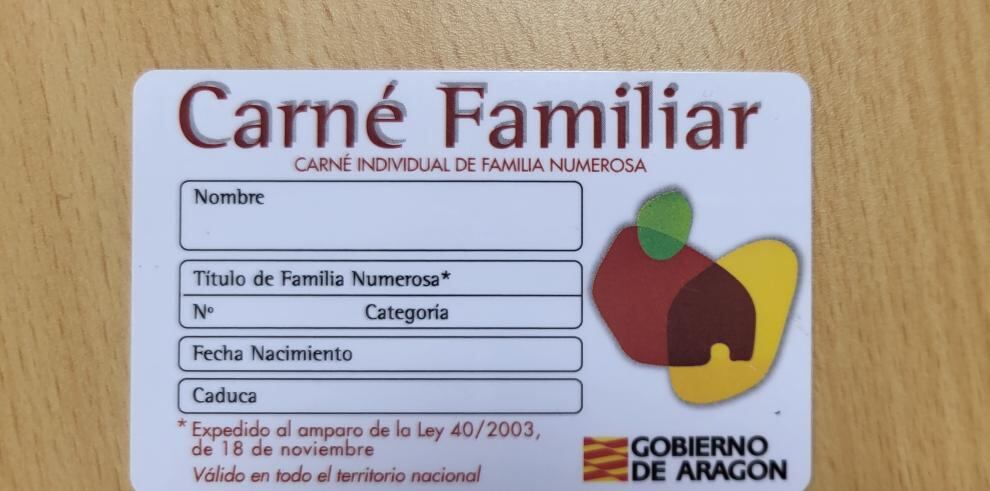 Carné Familiar
CARNÉ INDIVIDUAL DE FAMILIA NUMEROSA
Nombre
Título de Familia Numerosa*
Nº Categoría
Fecha Nacimiento
Caduca
* Expedido al amparo de la Ley 40/2003,
de 18 de noviembre
Válido en todo el territorio nacional
GOBIERNO
DE ARAGON